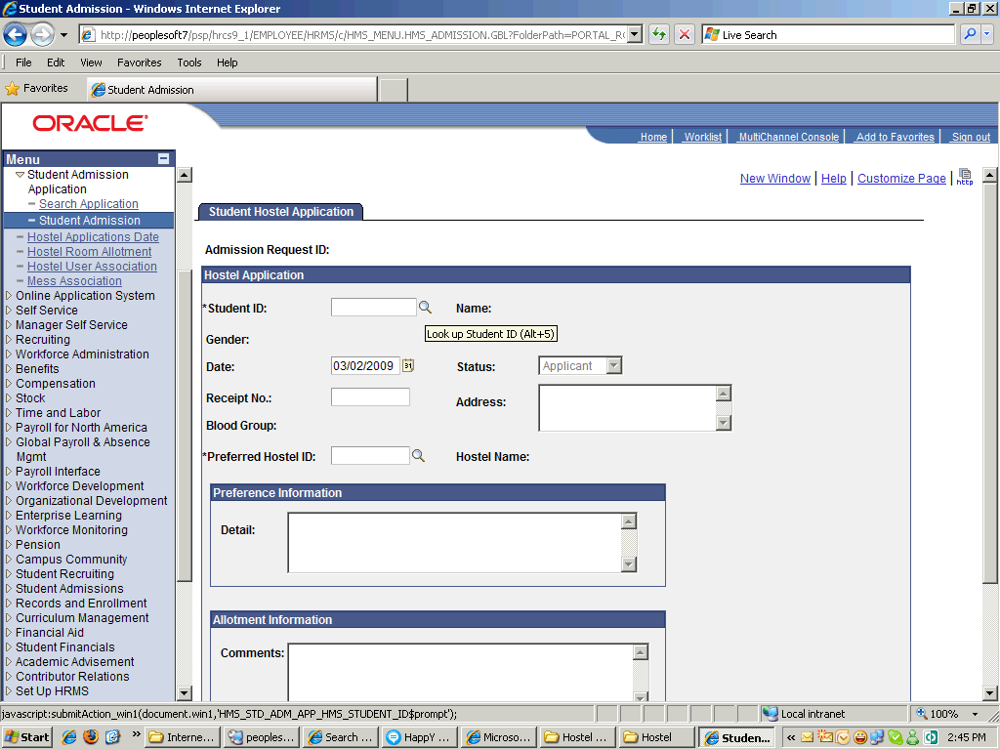 Student Admission - Windows Internet Explorer
http://peoplesoft7/psp/hrcs9_1/EMPLOYEE/HRMS/c/HMS_MENU.HMS_ADMISSION.GBL?FolderPath=PORTAL_R
Live Search
File Edit View Favorites Tools Help
Favorites Student Admission
ORACLE
Home Worklist MultiChannel Console Add to Favorites Sign out
Menu
New Window | Help | Customize Page | http
Student Admission
Application
Search Application
Student Admission
Hostel Applications Date
Hostel Room Allotment
Hostel User Association
Mess Association
Online Application System
Self Service
Manager Self Service
Recruiting
Workforce Administration
Benefits
Compensation
Stock
Time and Labor
Payroll for North America
Global Payroll & Absence
Mgmt
Payroll Interface
Workforce Development
Organizational Development
Enterprise Learning
Workforce Monitoring
Pension
Campus Community
Student Recruiting
Student Admissions
Records and Enrollment
Curriculum Management
Financial Aid
Student Financials
Academic Advisement
Contributor Relations
Set Up HRMS
Student Hostel Application
Admission Request ID:
Hostel Application
*Student ID: Name:
Look up Student ID (Alt+5)
Gender:
Date: 03/02/2009 31 Status: Applicant
Receipt No.: Address:
Blood Group:
*Preferred Hostel ID: Hostel Name:
Preference Information
Detail:
Allotment Information
Comments:
javascript:submitAction_win1(document.win1,'HMS_STD_ADM_APP_HMS_STUDENT_ID$prompt'); Local intranet 100%
Start Interne... peoples... Search ... HappY ... Microso... Hostel ... Hostel Studen... 2:45 PM